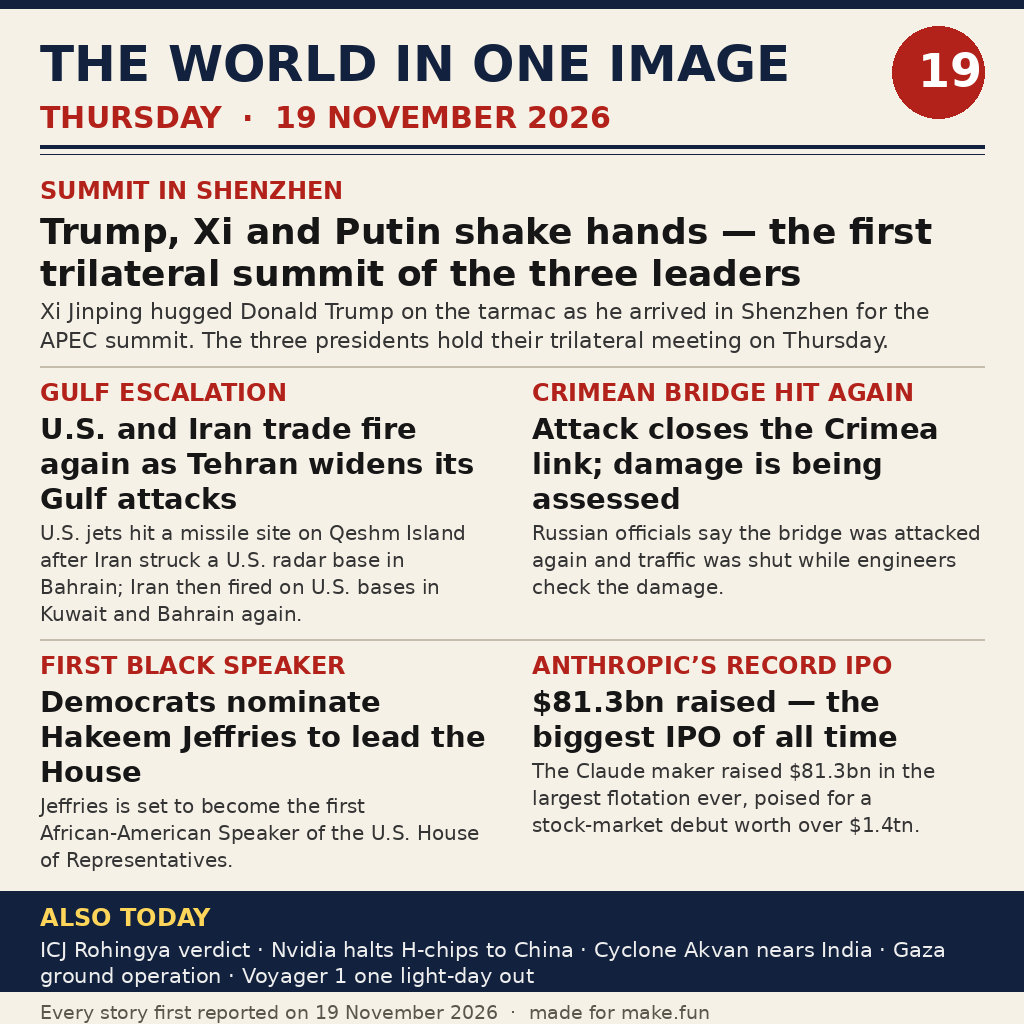 THE WORLD IN ONE IMAGE
19
THURSDAY · 19 NOVEMBER 2026
SUMMIT IN SHENZHEN
Trump, Xi and Putin shake hands — the first
trilateral summit of the three leaders
Xi Jinping hugged Donald Trump on the tarmac as he arrived in Shenzhen for the
APEC summit. The three presidents hold their trilateral meeting on Thursday.
GULF ESCALATION
U.S. and Iran trade fire
again as Tehran widens its
Gulf attacks
U.S. jets hit a missile site on Qeshm Island
after Iran struck a U.S. radar base in
Bahrain; Iran then fired on U.S. bases in
Kuwait and Bahrain again.
CRIMEAN BRIDGE HIT AGAIN
Attack closes the Crimea
link; damage is being
assessed
Russian officials say the bridge was attacked
again and traffic was shut while engineers
check the damage.
FIRST BLACK SPEAKER
Democrats nominate
Hakeem Jeffries to lead the
House
Jeffries is set to become the first
African-American Speaker of the U.S. House
of Representatives.
ANTHROPIC’S RECORD IPO
$81.3bn raised — the
biggest IPO of all time
The Claude maker raised $81.3bn in the
largest flotation ever, poised for a
stock-market debut worth over $1.4tn.
ALSO TODAY
ICJ Rohingya verdict · Nvidia halts H-chips to China · Cyclone Akvan nears India · Gaza
ground operation · Voyager 1 one light-day out
Every story first reported on 19 November 2026 · made for make.fun